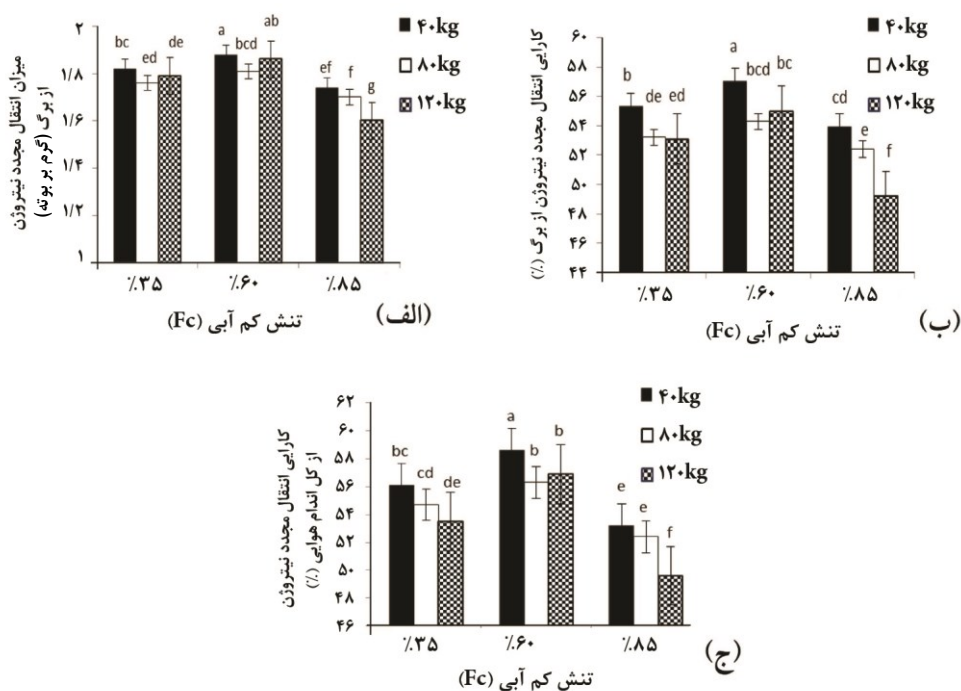 میزان انتقال مجدد نیتروژن
از برگ (گرم بر بوته)
۲
۱/۸
۱/۶
۱/۴
۱/۲
۱
bc ed de a bcd ab ef f g
۴۰kg
۸۰kg
۱۲۰kg
٪۳۵ ٪۶۰ ٪۸۵
تنش کم آبی (Fc)
(الف)
کارایی انتقال مجدد نیتروژن از برگ (٪)
۶۰
۵۸
۵۶
۵۴
۵۲
۵۰
۴۸
۴۶
۴۴
b de ed a bcd bc cd e f
۴۰kg
۸۰kg
۱۲۰kg
٪۳۵ ٪۶۰ ٪۸۵
تنش کم آبی (Fc)
(ب)
کارایی انتقال مجدد نیتروژن
از کل اندام هوایی (٪)
۶۲
۶۰
۵۸
۵۶
۵۴
۵۲
۵۰
۴۸
۴۶
bc cd de a b b e e f
۴۰kg
۸۰kg
۱۲۰kg
٪۳۵ ٪۶۰ ٪۸۵
تنش کم آبی (Fc)
(ج)